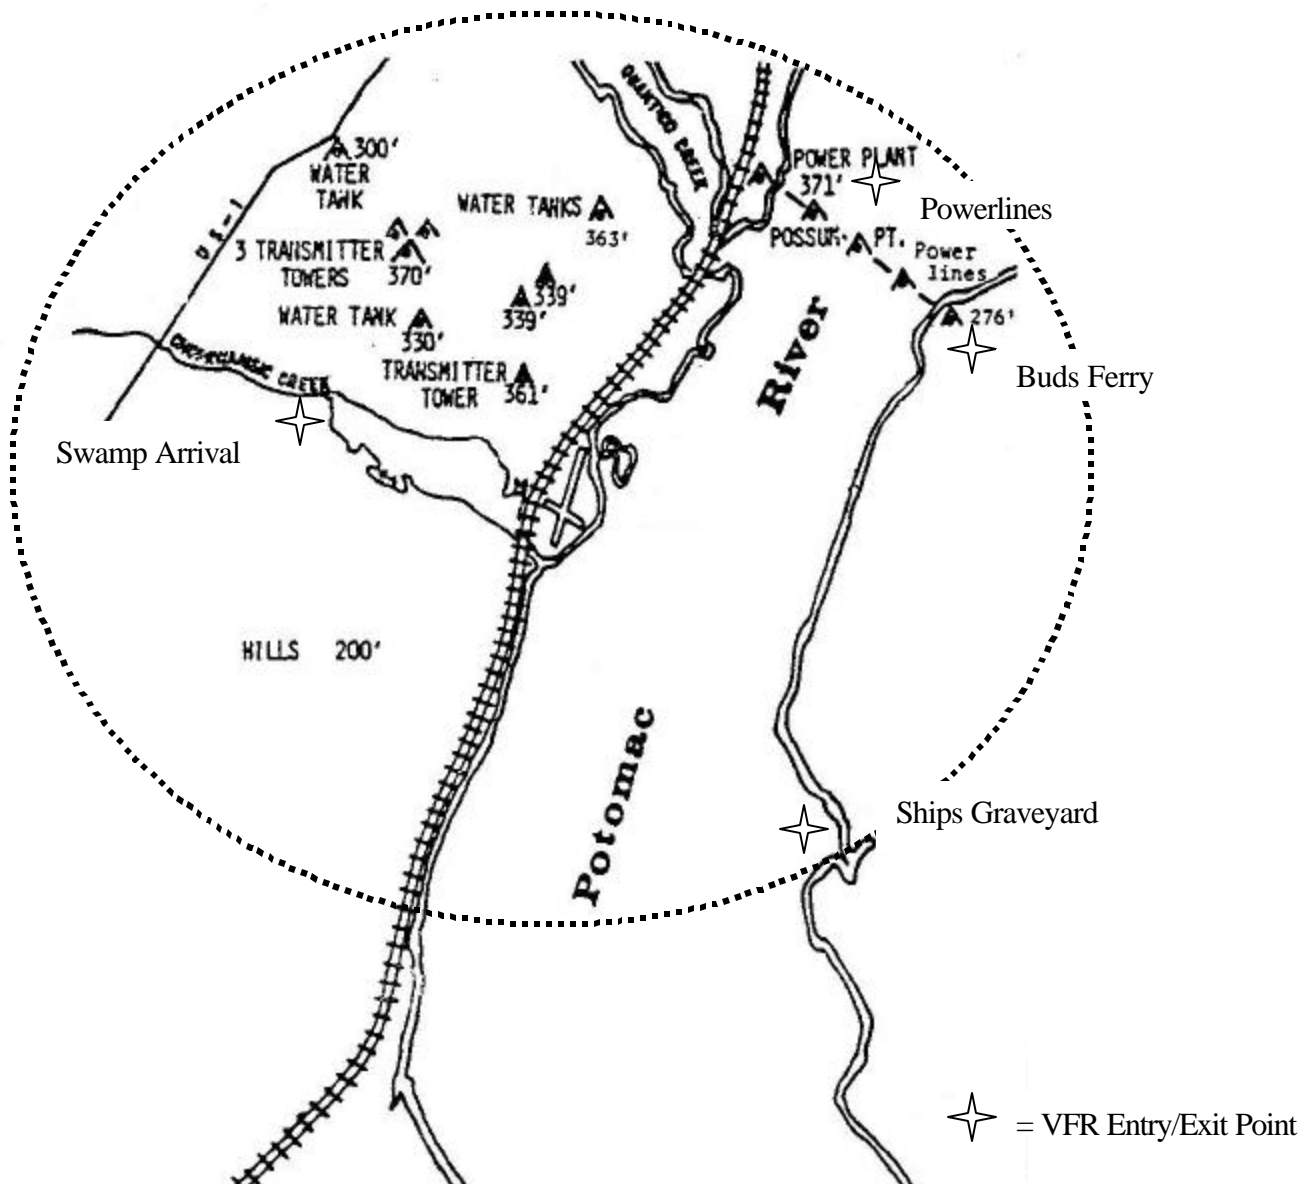 QUANTICO CREEK
300'
WATER
TANK
POWER PLANT
371'
WATER TANKS
363'
Powerlines
U S - 1
POSSUM PT.
3 TRANSMITTER
TOWERS 370'
Power
lines
339'
339'
WATER TANK
330'
276'
River
CREEK
TRANSMITTER
TOWER 361'
Buds Ferry
Swamp Arrival
HILLS 200'
Potomac
Ships Graveyard
= VFR Entry/Exit Point